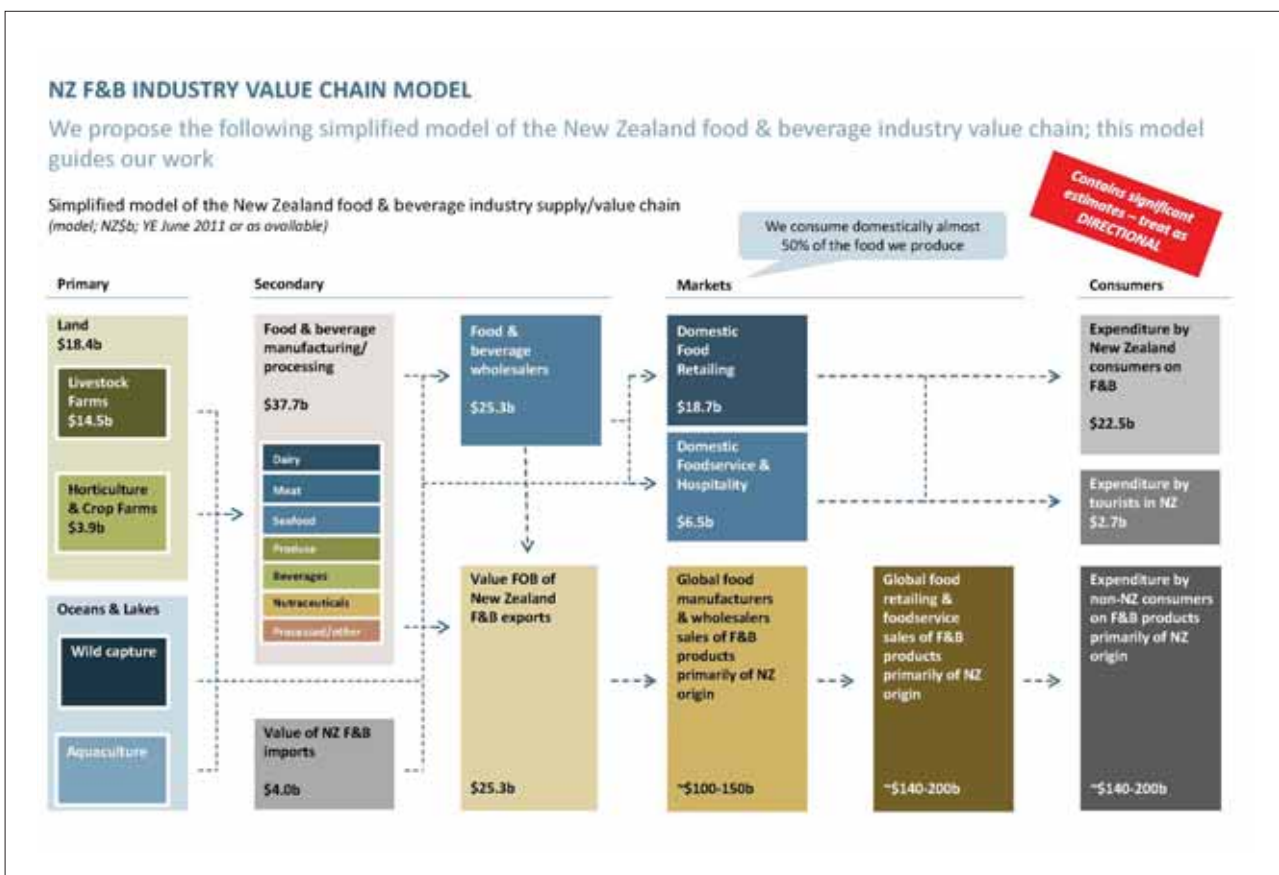 NZ F&B INDUSTRY VALUE CHAIN MODEL
We propose the following simplified model of the New Zealand food & beverage industry value chain; this model
guides our work
Simplified model of the New Zealand food & beverage industry supply/value chain
(model; NZ$b; YE June 2011 or as available)
Contains significant
estimates – treat as
DIRECTIONAL
We consume domestically almost
50% of the food we produce
Primary
Secondary
Markets
Consumers
Land
$18.4b
Livestock
Farms
$14.5b
Horticulture
& Crop Farms
$3.9b
Oceans & Lakes
Wild capture
Aquaculture
Food & beverage
manufacturing/
processing
$37.7b
Dairy
Meat
Seafood
Produce
Beverages
Nutraceuticals
Processed/other
Value of NZ F&B
imports
$4.0b
Food &
beverage
wholesalers
$25.3b
Value FOB of
New Zealand
F&B exports
$25.3b
Domestic
Food
Retailing
$18.7b
Domestic
Foodservice &
Hospitality
$6.5b
Global food
manufacturers
& wholesalers
sales of F&B
products
primarily of NZ
origin
~$100-150b
Global food
retailing &
foodservice
sales of F&B
products
primarily of NZ
origin
~$140-200b
Expenditure by
New Zealand
consumers on
F&B
$22.5b
Expenditure by
tourists in NZ
$2.7b
Expenditure by
non-NZ consumers
on F&B products
primarily of NZ
origin
~$140-200b